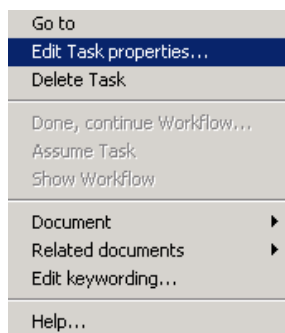 Go to
Edit Task properties...
Delete Task
Done, continue Workflow...
Assume Task
Show Workflow
Document
Related documents
Edit keywording...
Help...